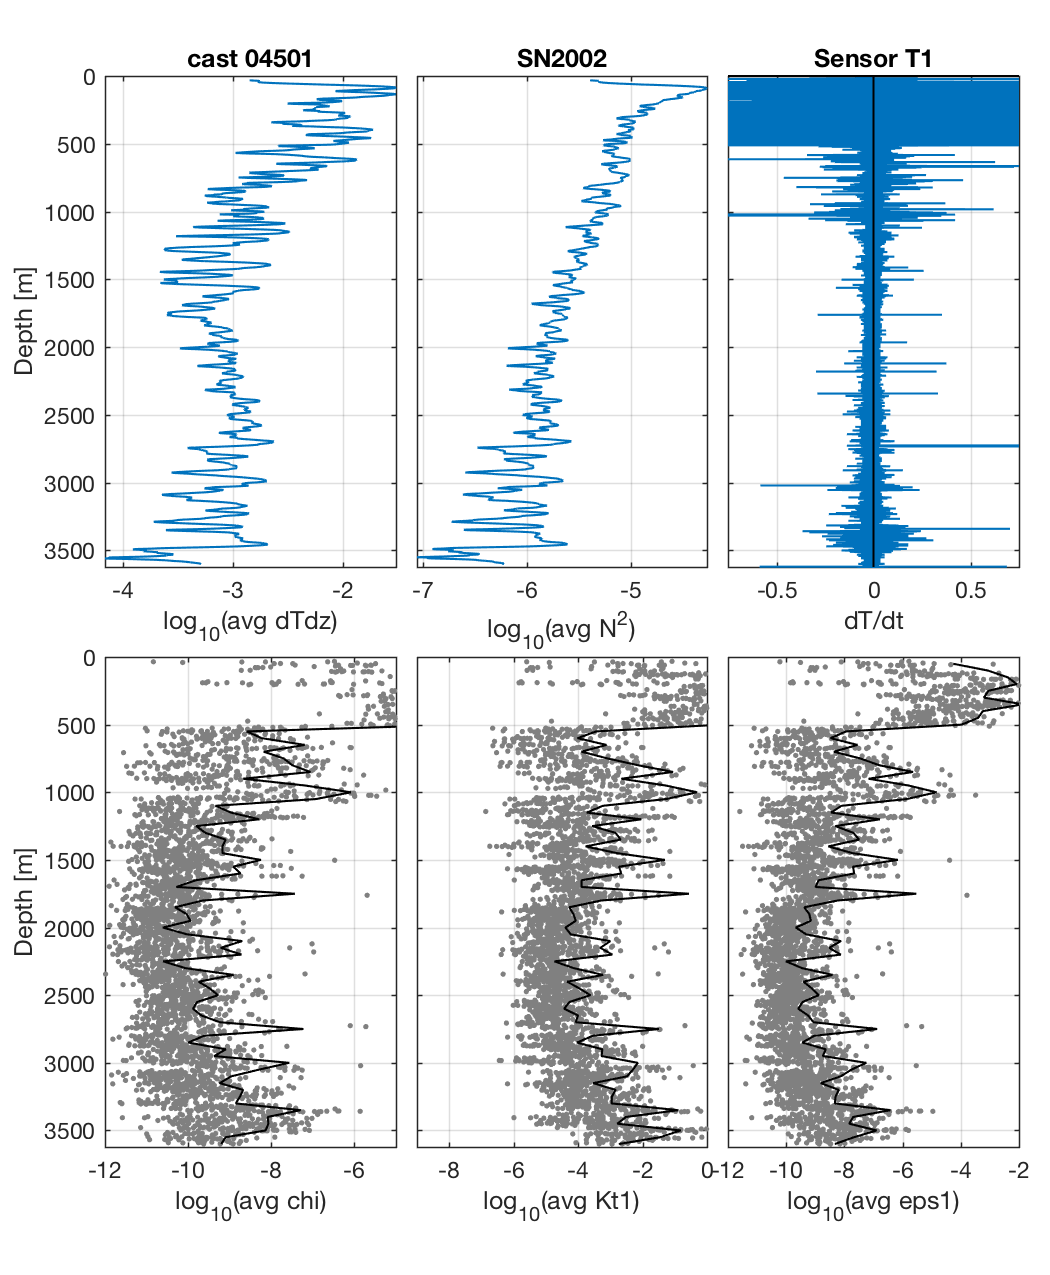 cast 04501 SN2002 Sensor T1
0
500
1000
1500
2000
2500
3000
3500
Depth [m]
-4 -3 -2 -7 -6 -5 -0.5 0 0.5
log10(avg dTdz) log10(avg N2) dT/dt
0
500
1000
1500
2000
2500
3000
3500
Depth [m]
-12 -10 -8 -6 -8 -6 -4 -2 0 -12 -10 -8 -6 -4 -2
log10(avg chi) log10(avg Kt1) log10(avg eps1)